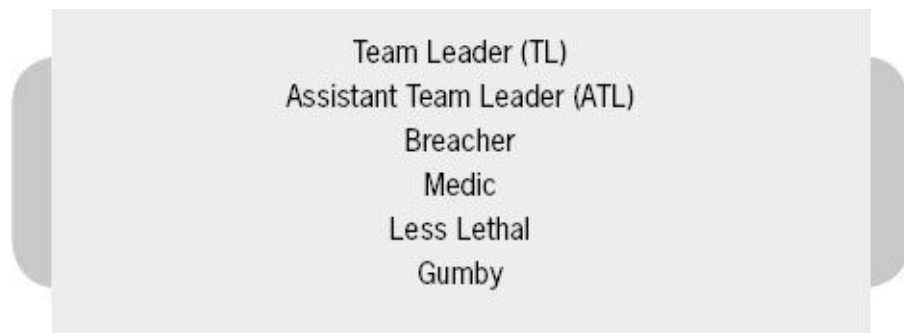 Team Leader (TL)
Assistant Team Leader (ATL)
Breacher
Medic
Less Lethal
Gumby